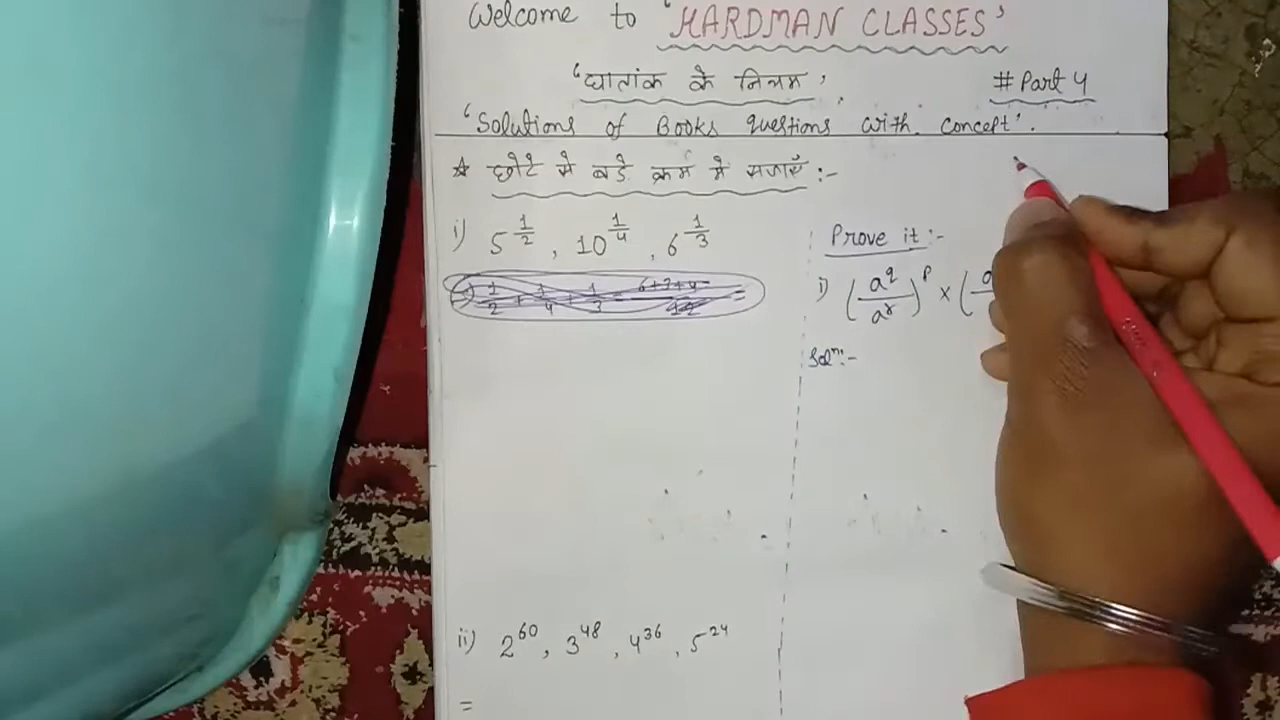 Welcome to 'HARDMAN CLASSES'
'घातांक के नियम'
#Part 4
'Solutions of Books questions with concept'.
☆ छोटे से बडे क्रम में सजाएँ :-
i) 5^(1/2), 10^(1/4), 6^(1/3)
Prove it:-
i) (a^q/a^r)^p × (a
Solⁿ:-
ii) 2^60, 3^48, 4^36, 5^24
=